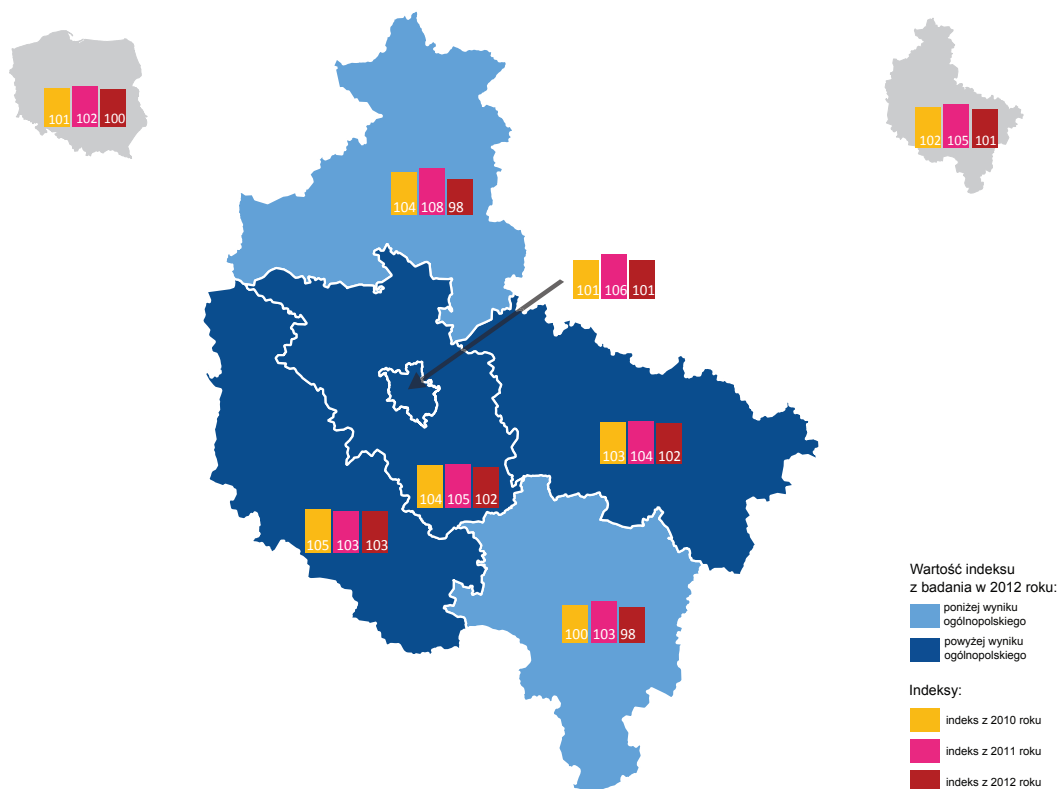 101 102 100
102 105 101
104 108 98
101 106 101
103 104 102
104 105 102
105 103 103
100 103 98
Wartość indeksu
z badania w 2012 roku:
poniżej wyniku
ogólnopolskiego
powyżej wyniku
ogólnopolskiego
Indeksy:
indeks z 2010 roku
indeks z 2011 roku
indeks z 2012 roku